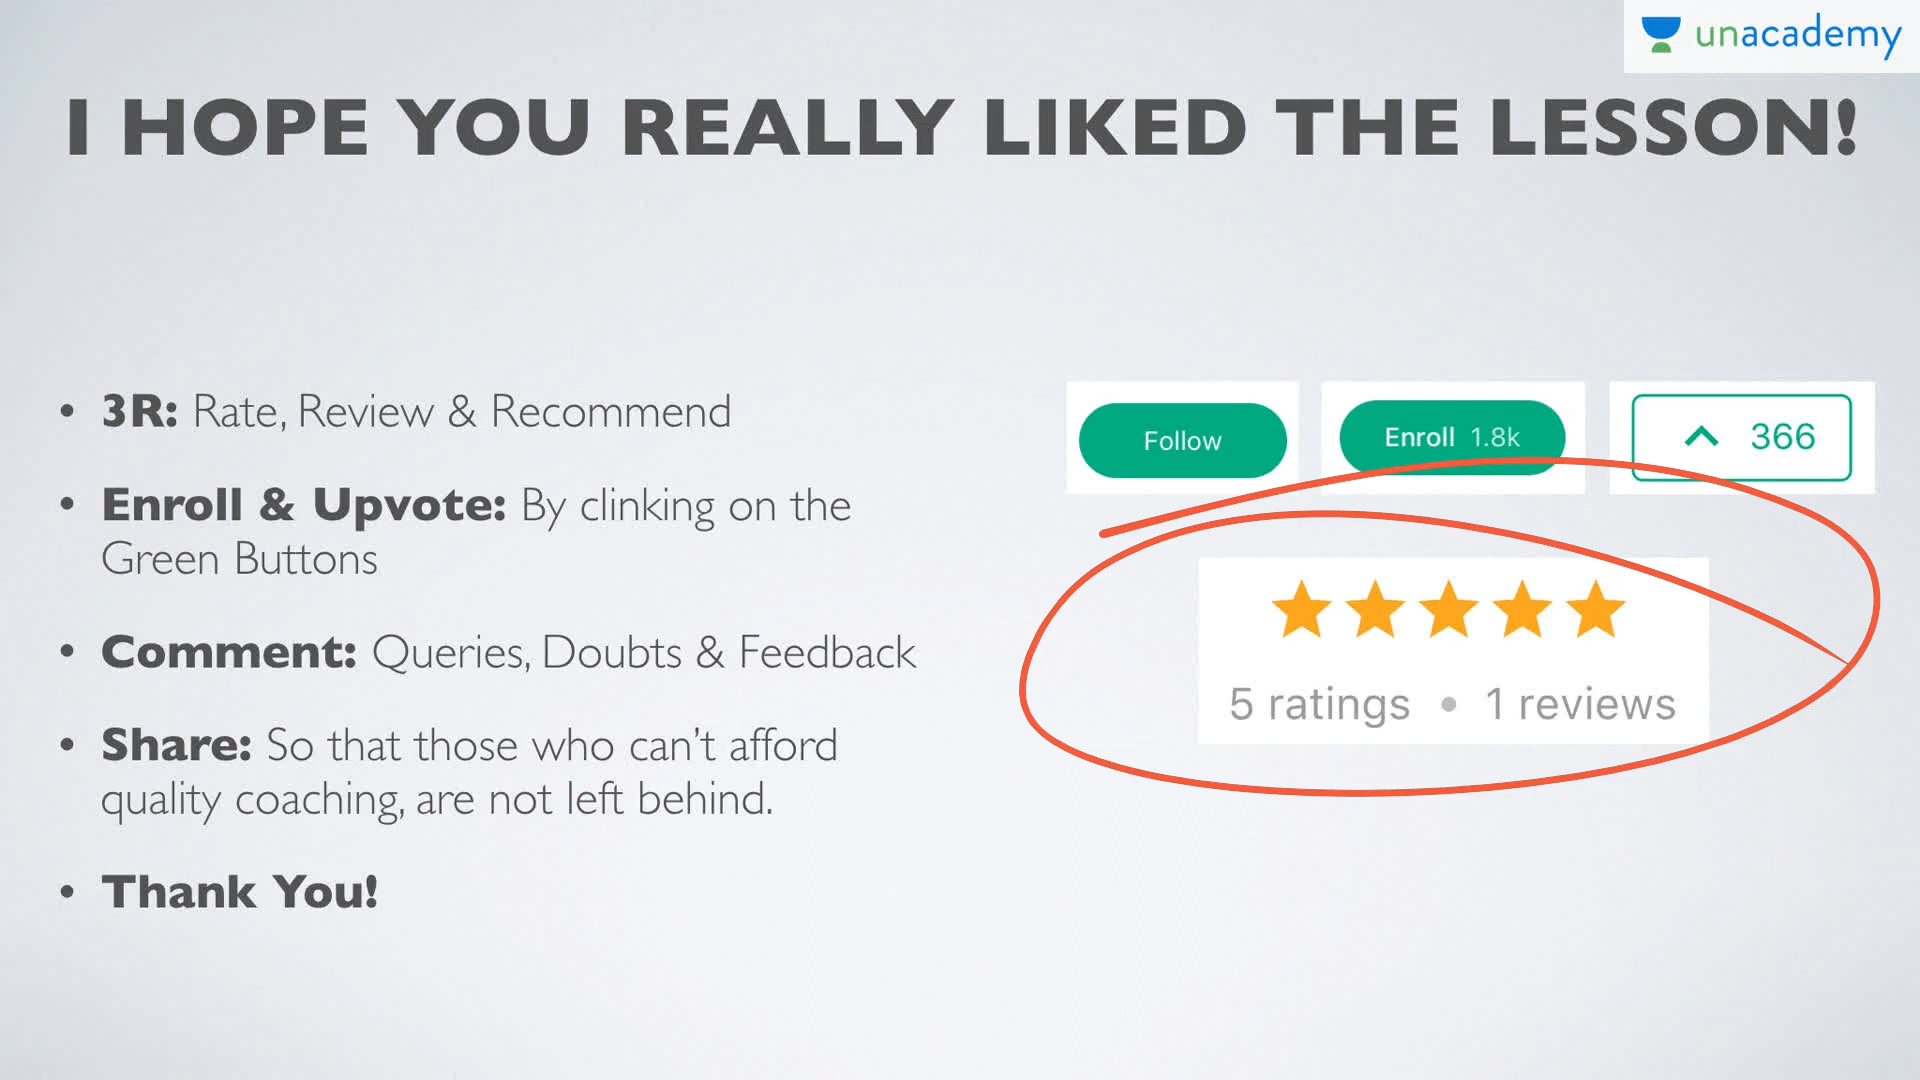 unacademy
I HOPE YOU REALLY LIKED THE LESSON!
• 3R: Rate, Review & Recommend
• Enroll & Upvote: By clinking on the
Green Buttons
• Comment: Queries, Doubts & Feedback
• Share: So that those who can't afford
quality coaching, are not left behind.
• Thank You!
Follow
Enroll 1.8k
366
5 ratings • 1 reviews